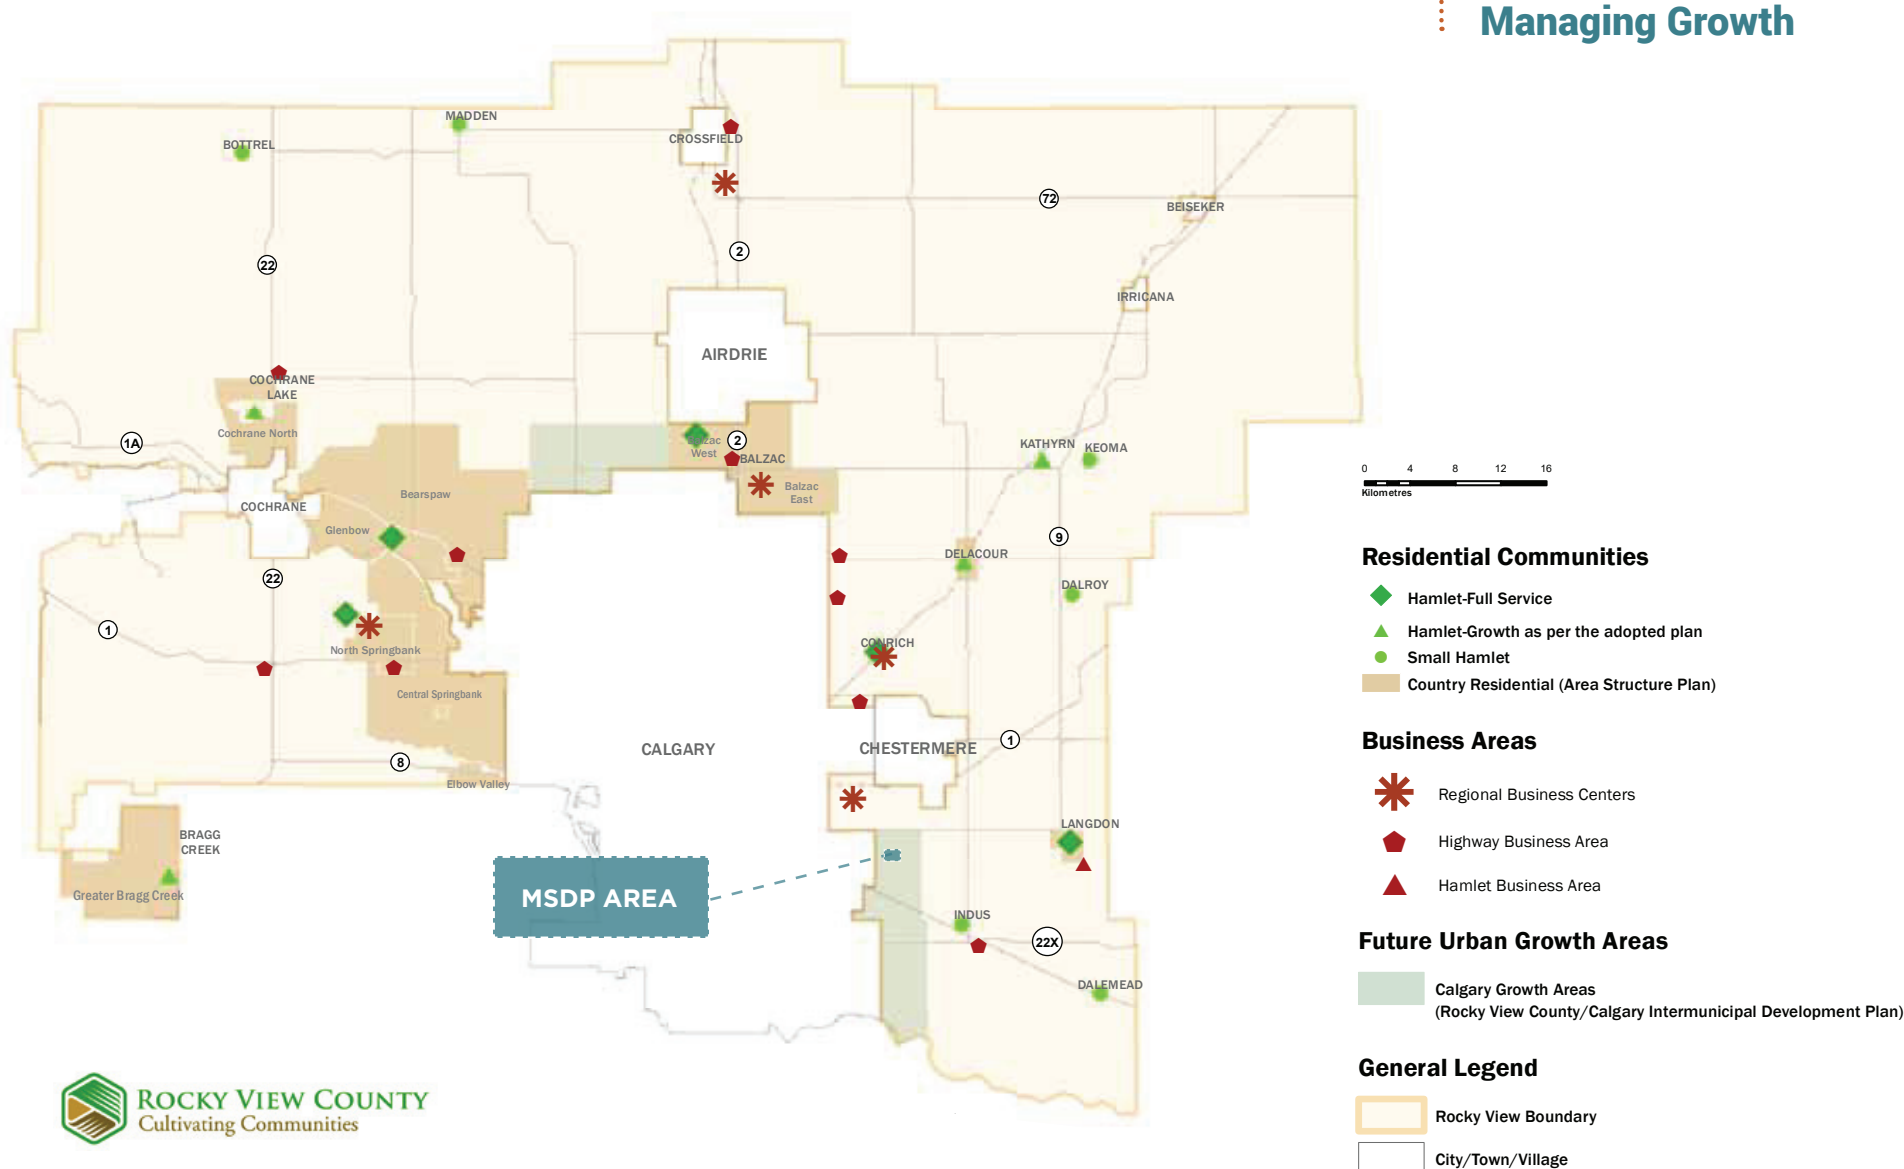 Managing Growth
MADDEN
BOTTREL
CROSSFIELD
72
BEISEKER
2
22
IRRICANA
AIRDRIE
COCHRANE
LAKE
Cochrane North
1A
Balzac
West
2
BALZAC
KATHYRN
KEOMA
Balzac
East
Bearspaw
COCHRANE
Glenbow
9
DELACOUR
22
DALROY
1
CONRICH
North Springbank
Central Springbank
CALGARY
CHESTERMERE
1
8
Elbow Valley
BRAGG
CREEK
LANGDON
Greater Bragg Creek
MSDP AREA
INDUS
22X
DALEMEAD
0 4 8 12 16
Kilometres
Residential Communities
Hamlet-Full Service
Hamlet-Growth as per the adopted plan
Small Hamlet
Country Residential (Area Structure Plan)
Business Areas
Regional Business Centers
Highway Business Area
Hamlet Business Area
Future Urban Growth Areas
Calgary Growth Areas
(Rocky View County/Calgary Intermunicipal Development Plan)
General Legend
Rocky View Boundary
City/Town/Village
ROCKY VIEW COUNTY
Cultivating Communities